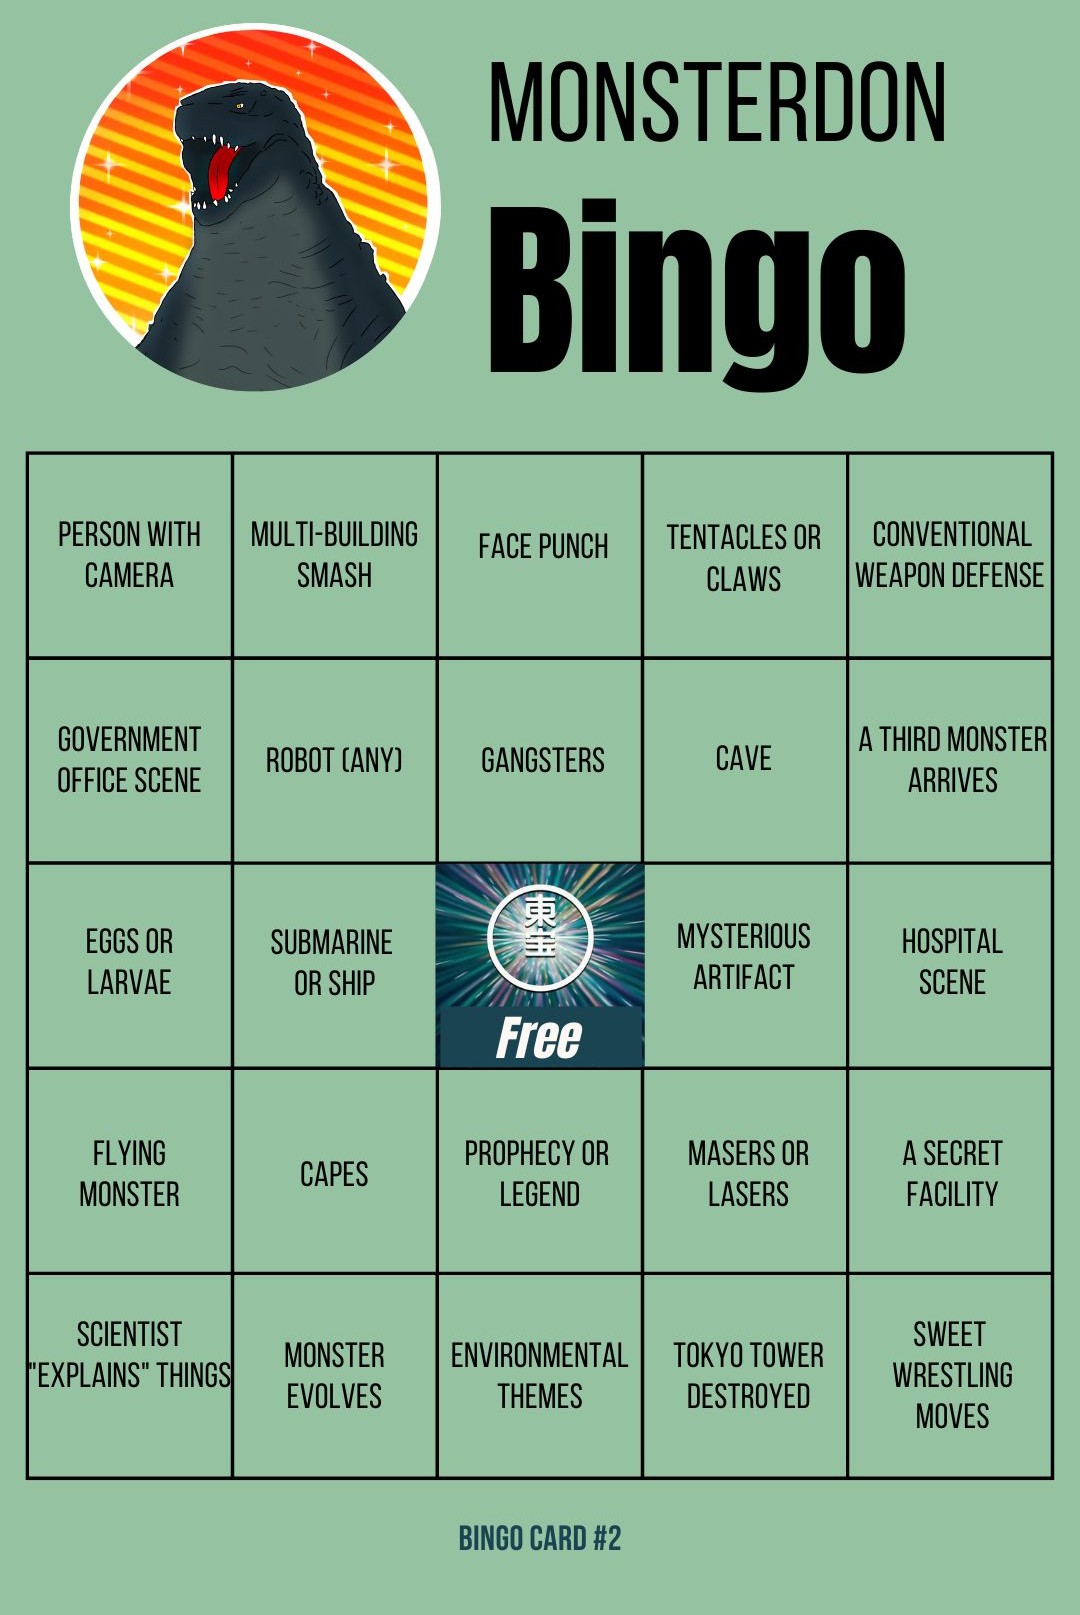 MONSTERDON
Bingo
PERSON WITH
CAMERA
MULTI-BUILDING
SMASH
FACE PUNCH
TENTACLES OR
CLAWS
CONVENTIONAL
WEAPON DEFENSE
GOVERNMENT
OFFICE SCENE
ROBOT (ANY)
GANGSTERS
CAVE
A THIRD MONSTER
ARRIVES
EGGS OR
LARVAE
SUBMARINE
OR SHIP
東
宝
Free
MYSTERIOUS
ARTIFACT
HOSPITAL
SCENE
FLYING
MONSTER
CAPES
PROPHECY OR
LEGEND
MASERS OR
LASERS
A SECRET
FACILITY
SCIENTIST
"EXPLAINS" THINGS
MONSTER
EVOLVES
ENVIRONMENTAL
THEMES
TOKYO TOWER
DESTROYED
SWEET
WRESTLING
MOVES
BINGO CARD #2